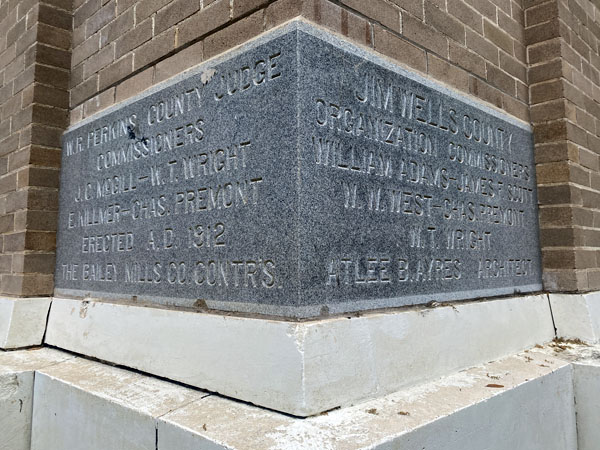 W.R. PERKINS, COUNTY JUDGE
COMMISSIONERS
J.C. MCGILL—W.T. WRIGHT
E. KILLMER—CHAS. PREMONT
ERECTED A.D. 1912
THE BAILEY MILLS CO. CONTR'S.
JIM WELLS COUNTY
ORGANIZATION COMMISSIONERS
WILLIAM ADAMS—JAMES T. SCOTT
W.W. WEST—CHAS. PREMONT
W.T. WRIGHT
ATLEE B. AYRES ARCHITECT